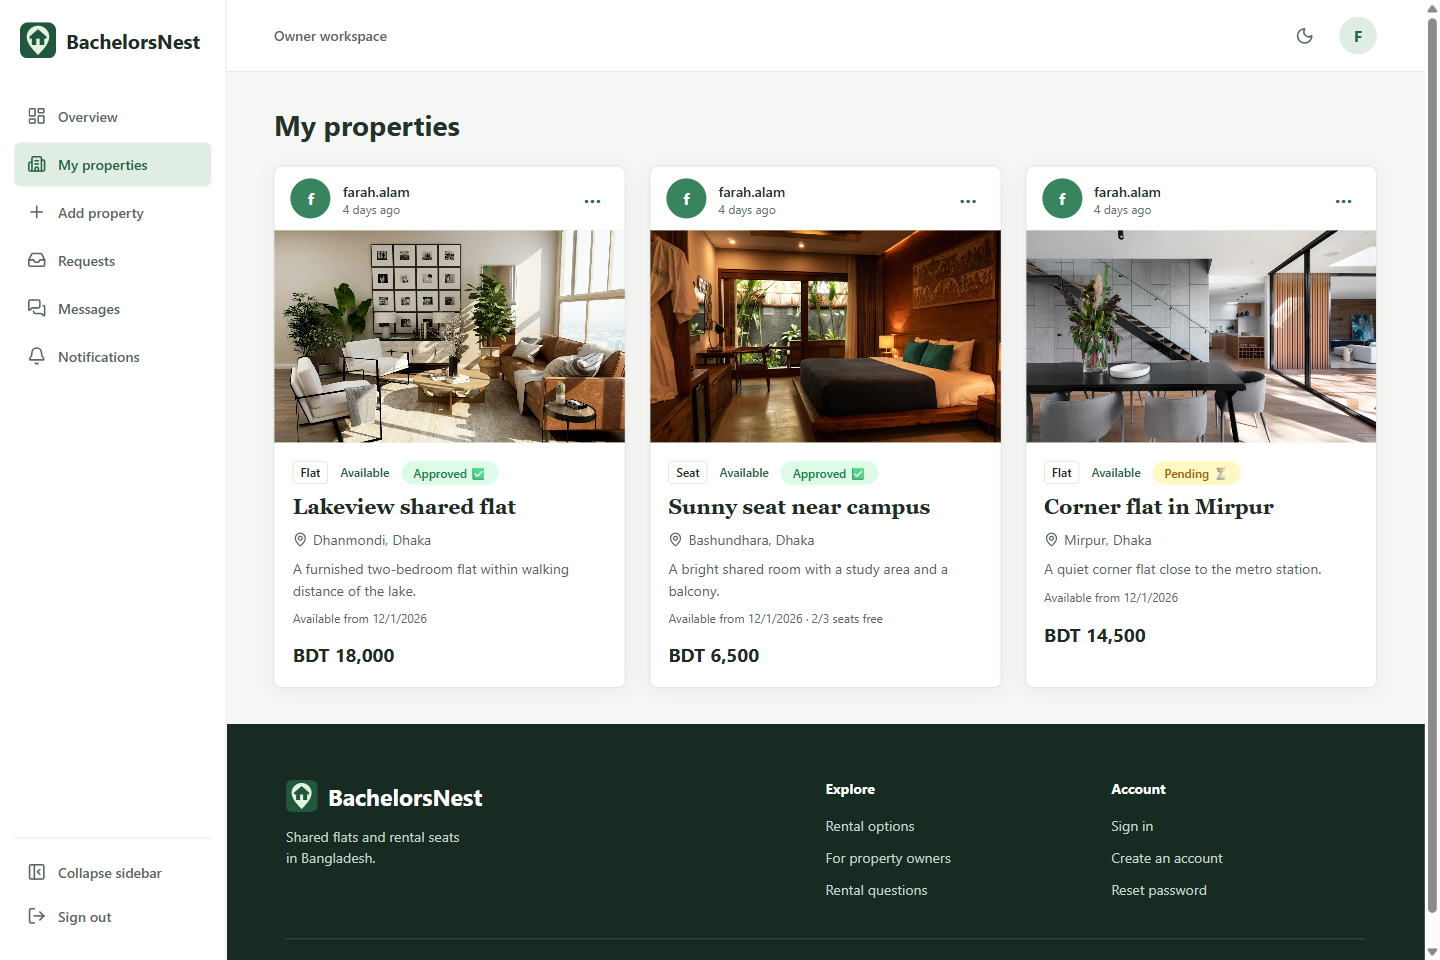 BachelorsNest
Owner workspace
F
Overview
My properties
Add property
Requests
Messages
Notifications
Collapse sidebar
Sign out
My properties
f
farah.alam
4 days ago
...
Flat
Available
Approved ✅
Lakeview shared flat
Dhanmondi, Dhaka
A furnished two-bedroom flat within walking
distance of the lake.
Available from 12/1/2026
BDT 18,000
f
farah.alam
4 days ago
...
Seat
Available
Approved ✅
Sunny seat near campus
Bashundhara, Dhaka
A bright shared room with a study area and a
balcony.
Available from 12/1/2026 · 2/3 seats free
BDT 6,500
f
farah.alam
4 days ago
...
Flat
Available
Pending ⏳
Corner flat in Mirpur
Mirpur, Dhaka
A quiet corner flat close to the metro station.
Available from 12/1/2026
BDT 14,500
BachelorsNest
Shared flats and rental seats
in Bangladesh.
Explore
Rental options
For property owners
Rental questions
Account
Sign in
Create an account
Reset password